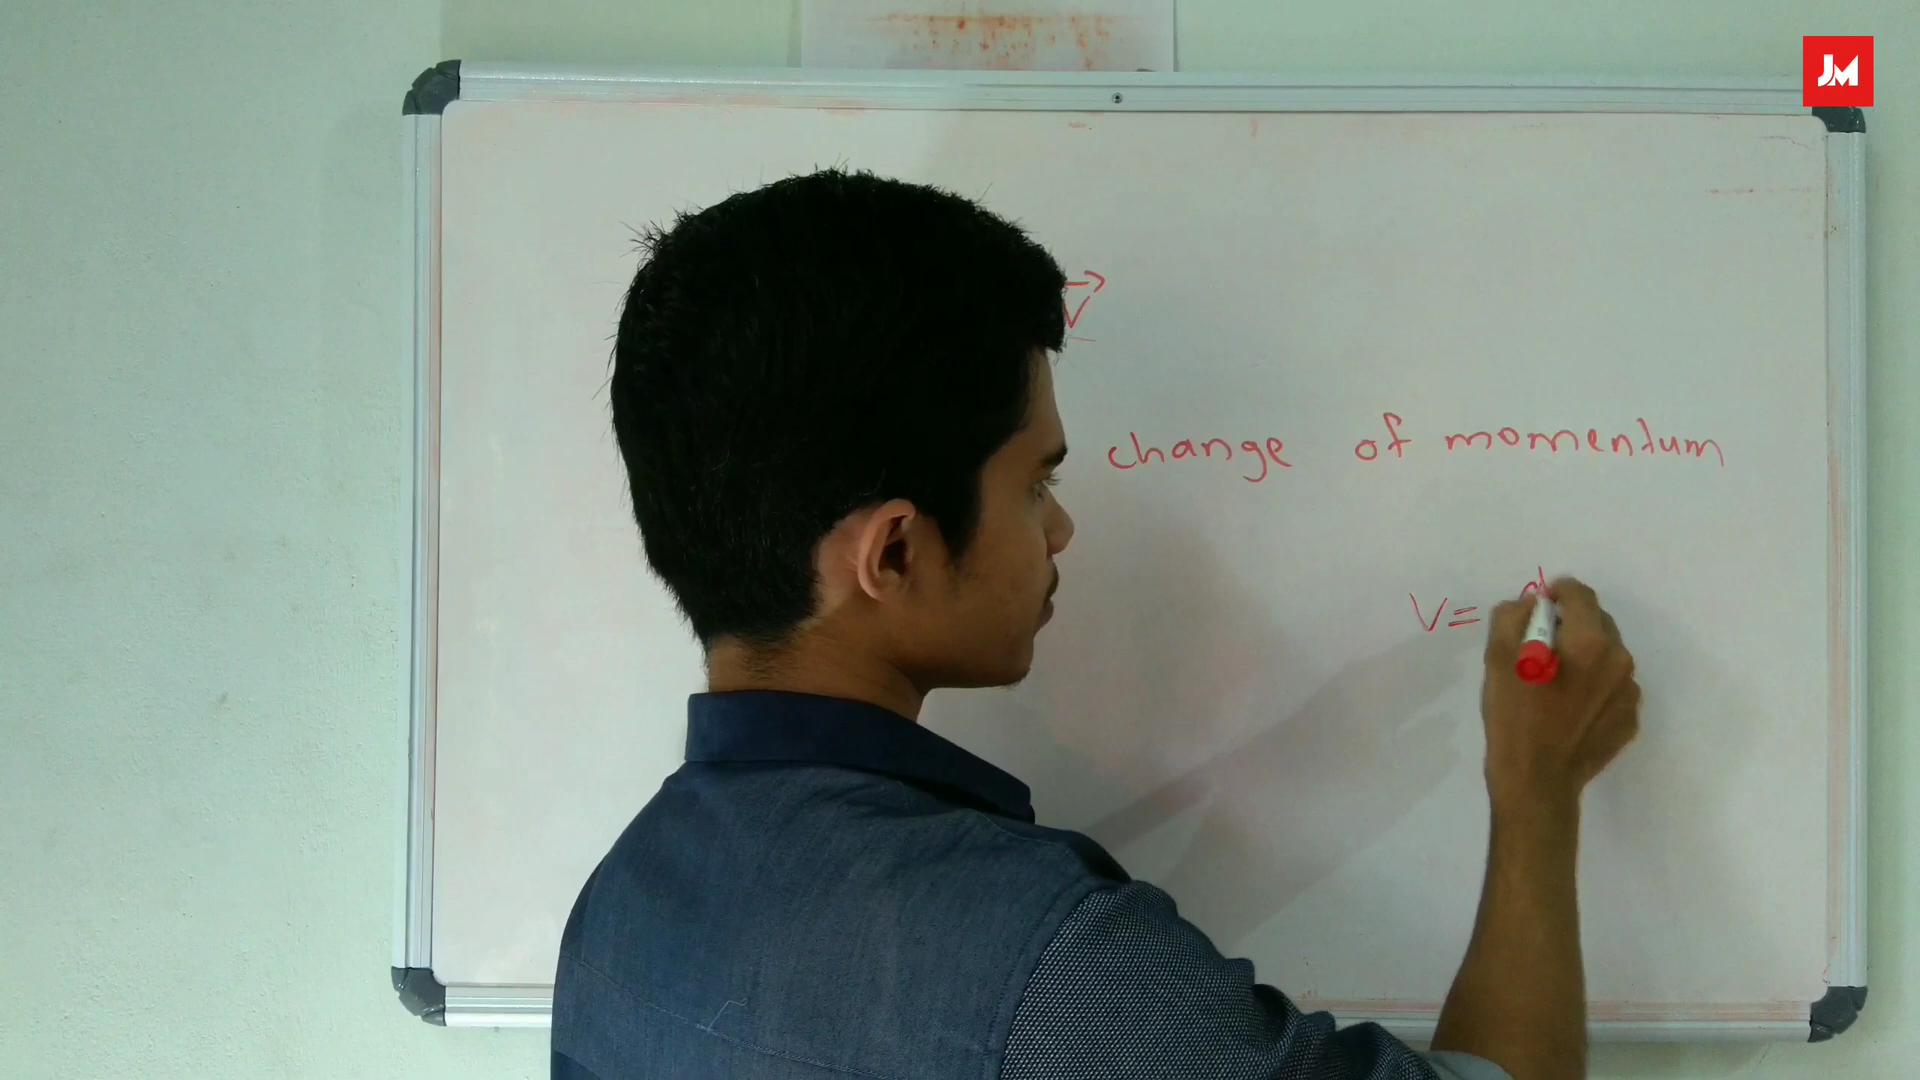 JM
V
change of momentum
V = d